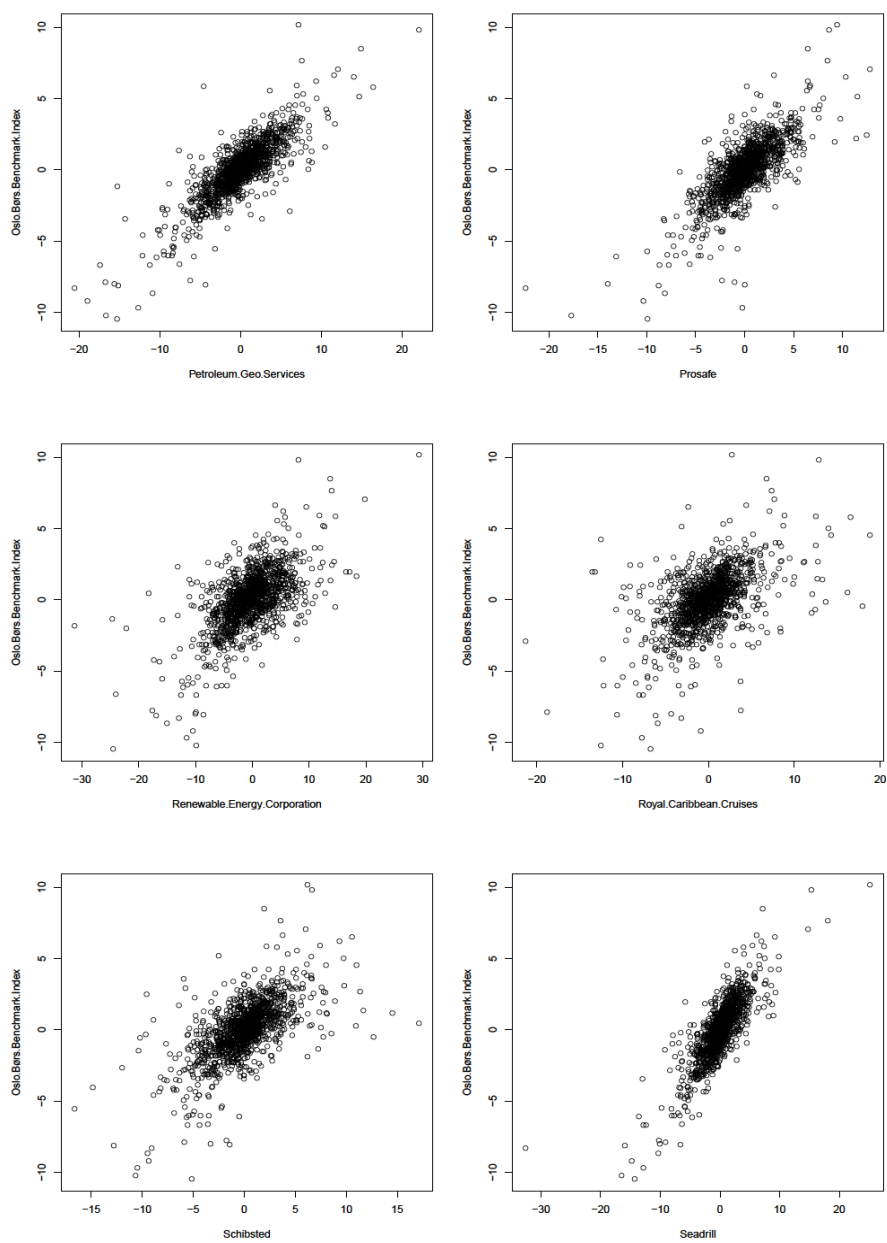 10
5
0
−5
−10
Oslo.Børs.Benchmark.Index
−20 −10 0 10 20
Petroleum.Geo.Services
10
5
0
−5
−10
Oslo.Børs.Benchmark.Index
−20 −15 −10 −5 0 5 10
Prosafe
10
5
0
−5
−10
Oslo.Børs.Benchmark.Index
−30 −20 −10 0 10 20 30
Renewable.Energy.Corporation
10
5
0
−5
−10
Oslo.Børs.Benchmark.Index
−20 −10 0 10 20
Royal.Caribbean.Cruises
10
5
0
−5
−10
Oslo.Børs.Benchmark.Index
−15 −10 −5 0 5 10 15
Schibsted
10
5
0
−5
−10
Oslo.Børs.Benchmark.Index
−30 −20 −10 0 10 20
Seadrill